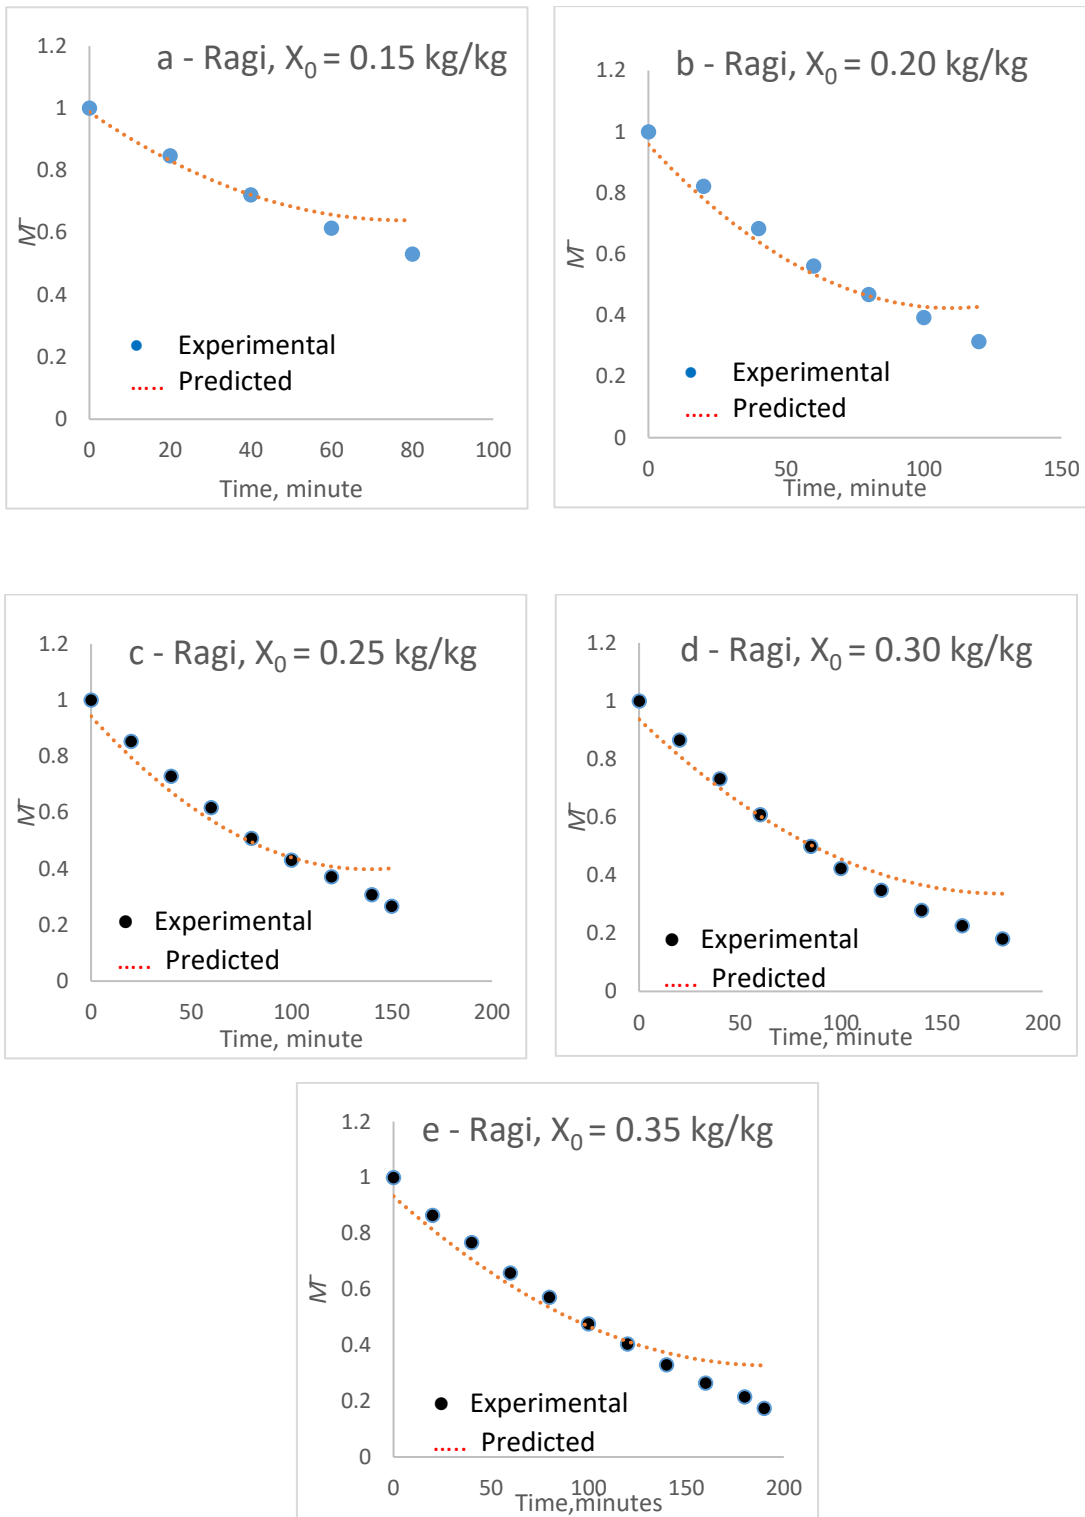 a - Ragi, X₀ = 0.15 kg/kg
1.2
1
0.8
0.6
0.4
0.2
0
Experimental
..... Predicted
0 20 40 60 80 100
Time, minute
b - Ragi, X₀ = 0.20 kg/kg
1.2
1
0.8
0.6
0.4
0.2
0
Experimental
..... Predicted
0 50 100 150
Time, minute
c - Ragi, X₀ = 0.25 kg/kg
1.2
1
0.8
0.6
0.4
0.2
0
Experimental
..... Predicted
0 50 100 150 200
Time, minute
d - Ragi, X₀ = 0.30 kg/kg
1.2
1
0.8
0.6
0.4
0.2
0
Experimental
..... Predicted
0 50 100 150 200
Time, minute
e - Ragi, X₀ = 0.35 kg/kg
1.2
1
0.8
0.6
0.4
0.2
0
Experimental
..... Predicted
0 50 100 150 200
Time,minutes